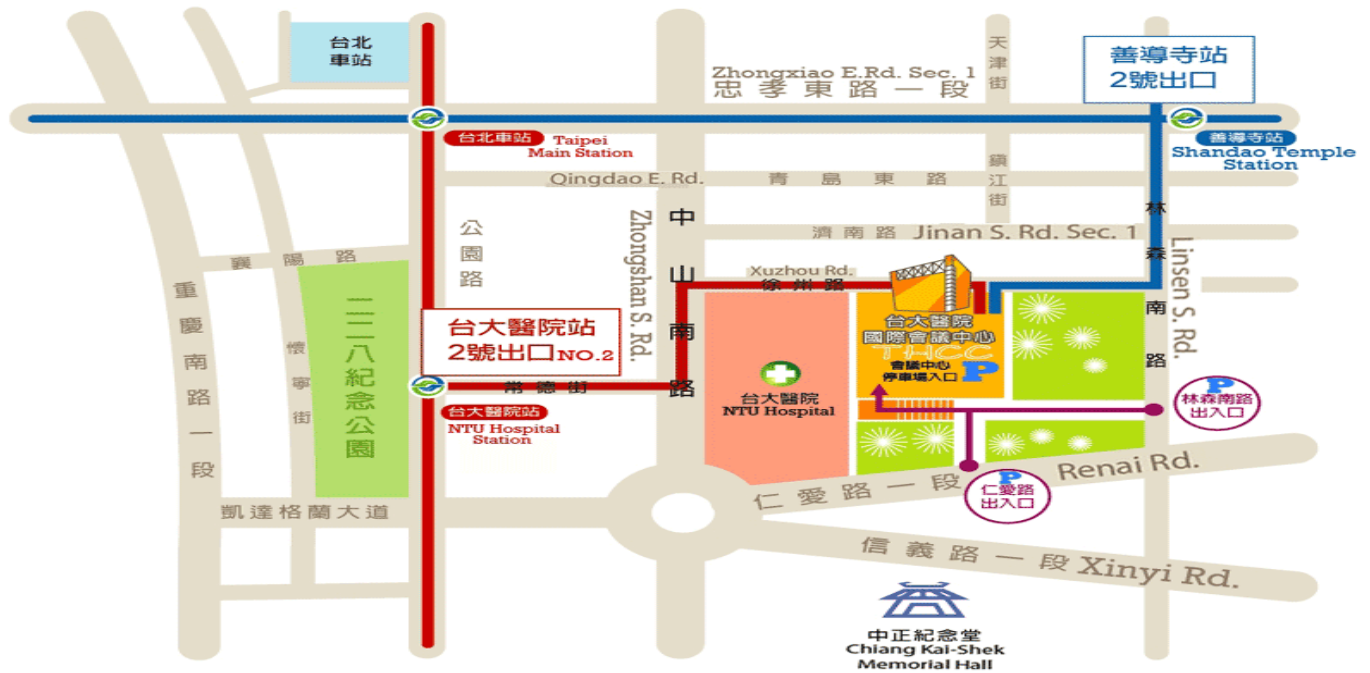 台北
車站
Zhongxiao E.Rd. Sec. 1
忠孝東路一段
天津街
善導寺站
2號出口
台北車站
Taipei
Main Station
善導寺站
Shandao Temple
Station
Qingdao E. Rd.
青島東路
鎮江街
林森南路
Linsen S. Rd.
公園路
Zhongshan S. Rd.
中山南路
濟南路 Jinan S. Rd. Sec. 1
襄陽路
Xuzhou Rd.
徐州路
重慶南路一段
懷寧街
二二八紀念公園
台大醫院站
2號出口NO.2
台大醫院
國際會議中心
THCC
會議中心
停車場入口
P
常德街
台大醫院
NTU Hospital
台大醫院站
NTU Hospital
Station
P
林森南路
出入口
仁愛路一段
Renai Rd.
P
仁愛路
出入口
凱達格蘭大道
信義路一段 Xinyi Rd.
中正紀念堂
Chiang Kai-Shek
Memorial Hall